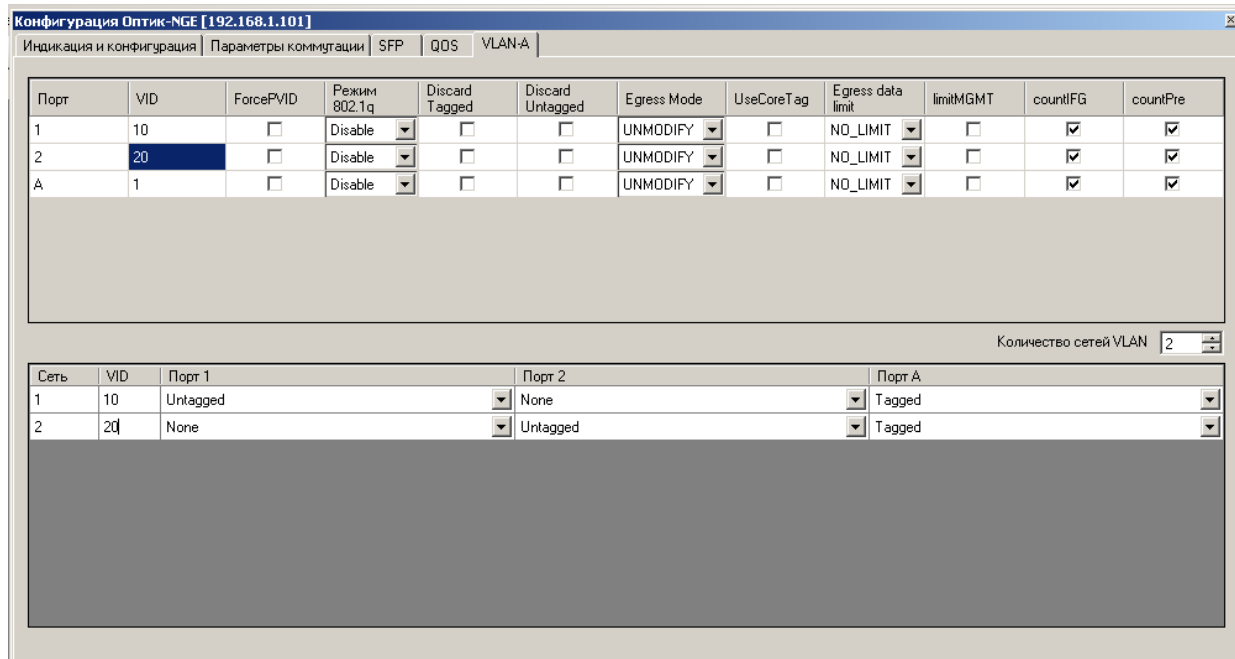 Конфигурация Оптик-NGE [192.168.1.101]
Индикация и конфигурация Параметры коммутации SFP QOS VLAN-A
Порт VID ForcePVID Режим 802.1q Discard Tagged Discard Untagged Egress Mode UseCoreTag Egress data limit limitMGMT countIFG countPre
1 10 Disable UNMODIFY NO_LIMIT
2 20 Disable UNMODIFY NO_LIMIT
A 1 Disable UNMODIFY NO_LIMIT
Количество сетей VLAN 2
Сеть VID Порт 1 Порт 2 Порт A
1 10 Untagged None Tagged
2 20 None Untagged Tagged